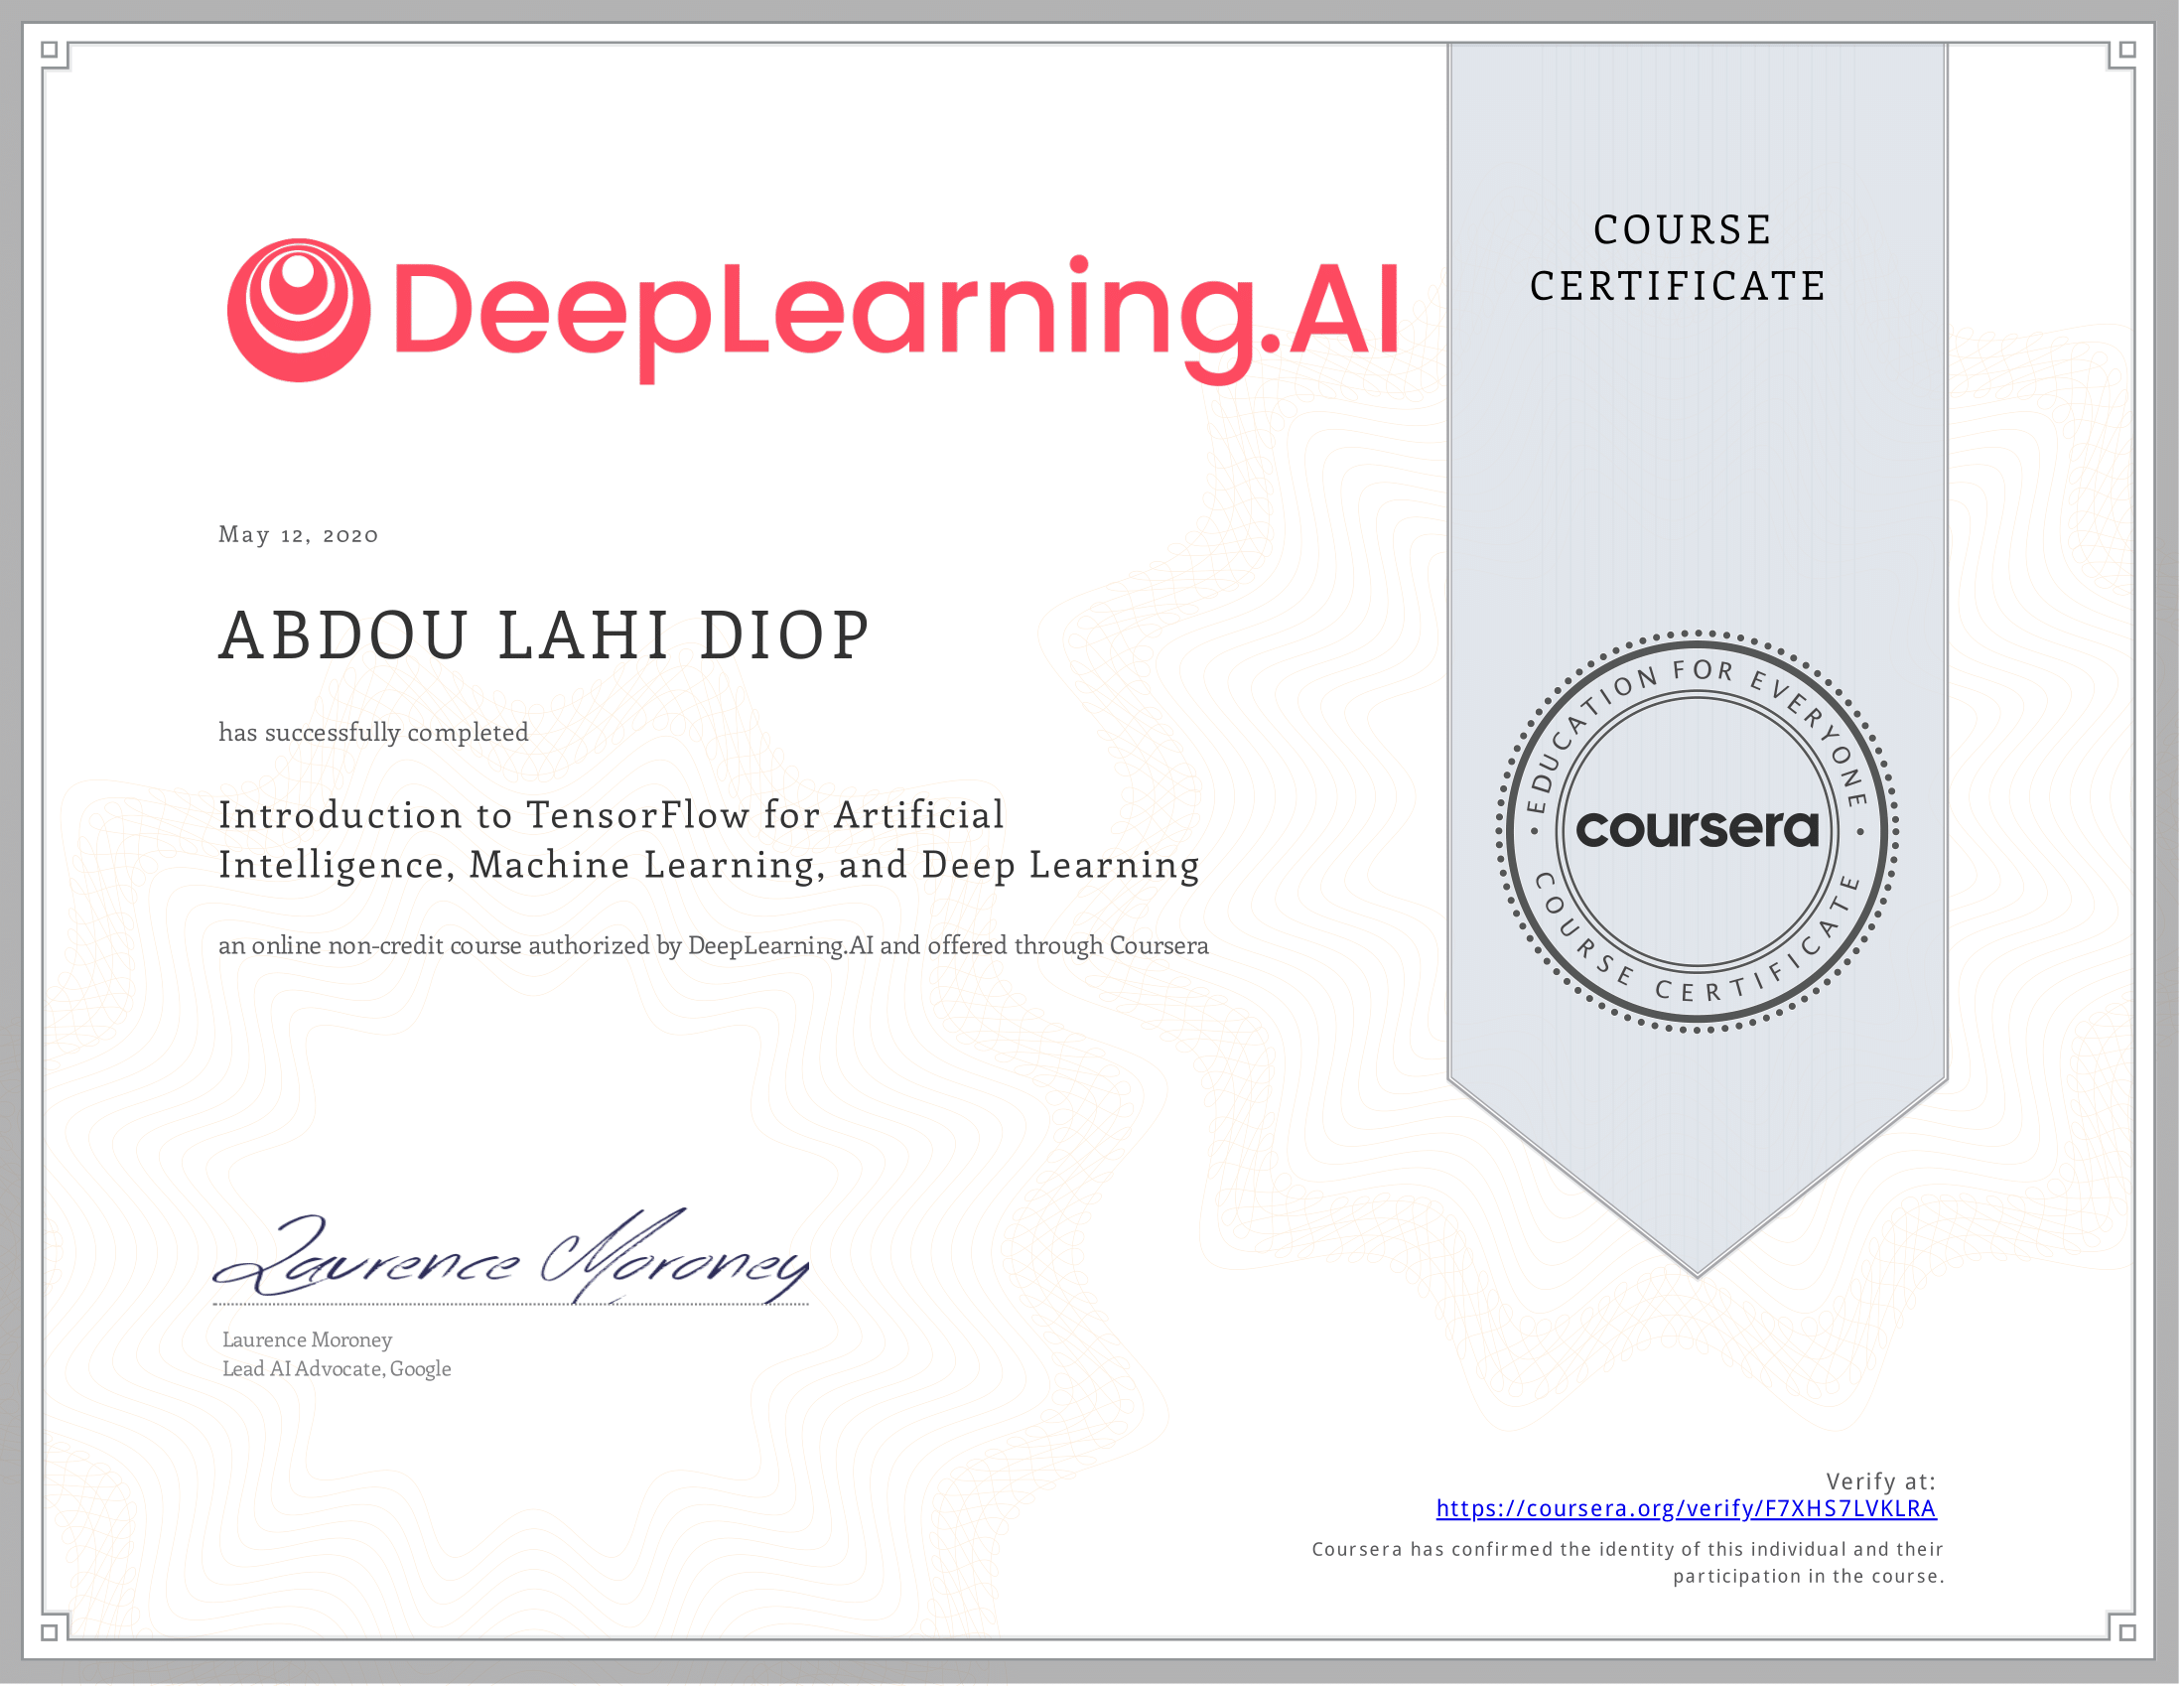 DeepLearning.AI
COURSE
CERTIFICATE
May 12, 2020
ABDOU LAHI DIOP
has successfully completed
Introduction to TensorFlow for Artificial
Intelligence, Machine Learning, and Deep Learning
an online non-credit course authorized by DeepLearning.AI and offered through Coursera
EDUCATION FOR EVERYONE
coursera
COURSE CERTIFICATE
Laurence Moroney
Laurence Moroney
Lead AI Advocate, Google
Verify at:
https://coursera.org/verify/F7XHS7LVKLRA
Coursera has confirmed the identity of this individual and their
participation in the course.